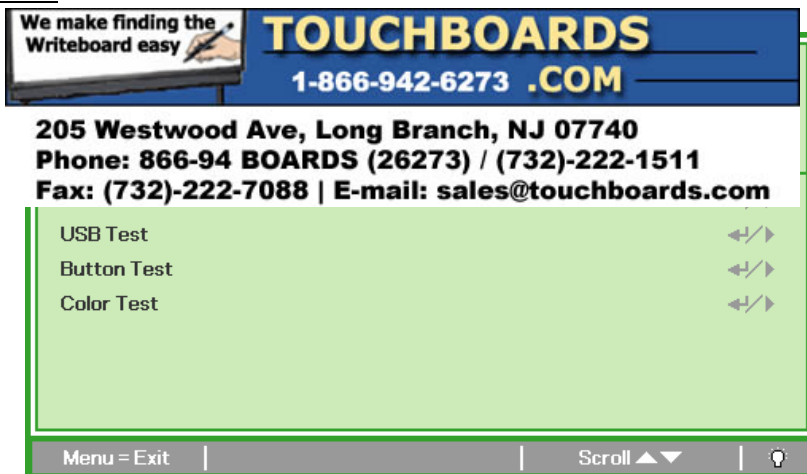 We make finding the
Writeboard easy
TOUCHBOARDS
1-866-942-6273 .COM
205 Westwood Ave, Long Branch, NJ 07740
Phone: 866-94 BOARDS (26273) / (732)-222-1511
Fax: (732)-222-7088 | E-mail: sales@touchboards.com
USB Test
Button Test
Color Test
Menu = Exit
Scroll ▲▼